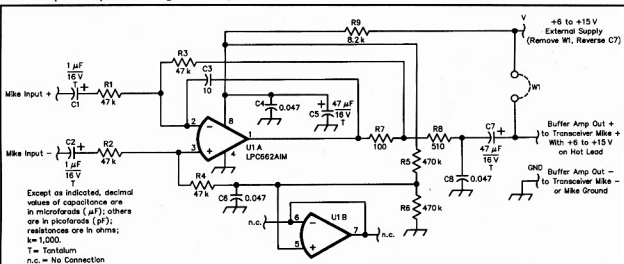 V
+6 to +15 V
External Supply
(Remove W1, Reverse C7)
R9
8.2 k
W1
R3
47 k
C3
10
1 μF
16 V
T
+
C1
R1
47 k
Mike Input +
C4
0.047
C5
+
47 μF
16 V
T
8
2
−
1
3
+
4
U1A
LPC662AIM
R7
100
R8
510
C7
+
47 μF
16 V
T
Buffer Amp Out +
to Transceiver Mike +
With +6 to +15 V
on Hot Lead
1 μF
16 V
T
C2
+
R2
47 k
Mike Input −
R5
470 k
C8
0.047
GND
Buffer Amp Out −
to Transceiver Mike −
or Mike Ground
R4
47 k
C6
0.047
R6
470 k
U1B
n.c.
6
−
7
n.c.
5
+
Except as indicated, decimal
values of capacitance are
in microfarads (μF); others
are in picofarads (pF);
resistances are in ohms;
k=1,000.
T= Tantalum
n.c. = No Connection